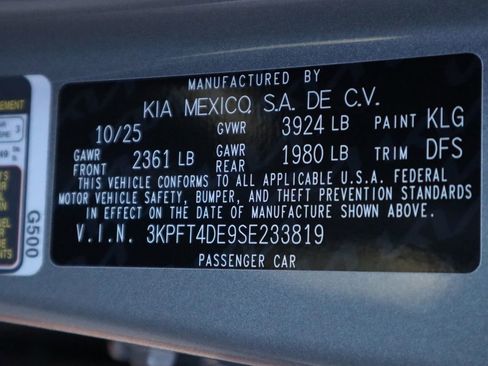 MANUFACTURED BY
KIA MEXICO, S.A. DE C.V.
10/25 GVWR 3924 LB PAINT KLG
GAWR FRONT 2361 LB GAWR REAR 1980 LB TRIM DFS
THIS VEHICLE CONFORMS TO ALL APPLICABLE U.S.A. FEDERAL
MOTOR VEHICLE SAFETY, BUMPER, AND THEFT PREVENTION STANDARDS
IN EFFECT ON THE DATE OF MANUFACTURE SHOWN ABOVE.
V.I.N. 3KPFT4DE9SE233819
PASSENGER CAR
G500